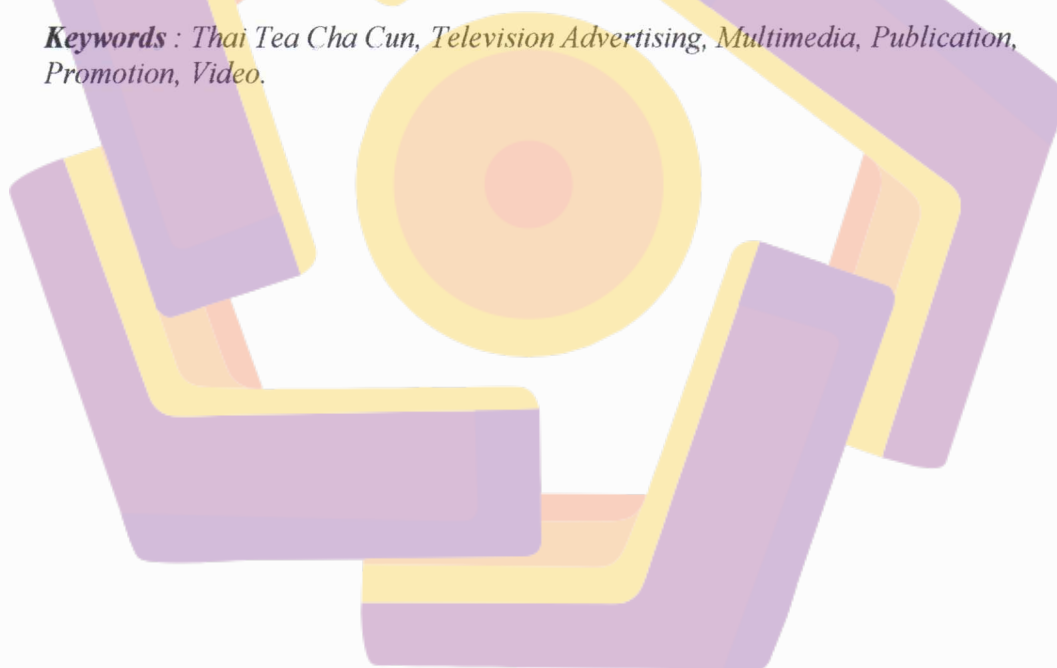 Keywords : Thai Tea Cha Cun, Television Advertising, Multimedia, Publication,
Promotion, Video.